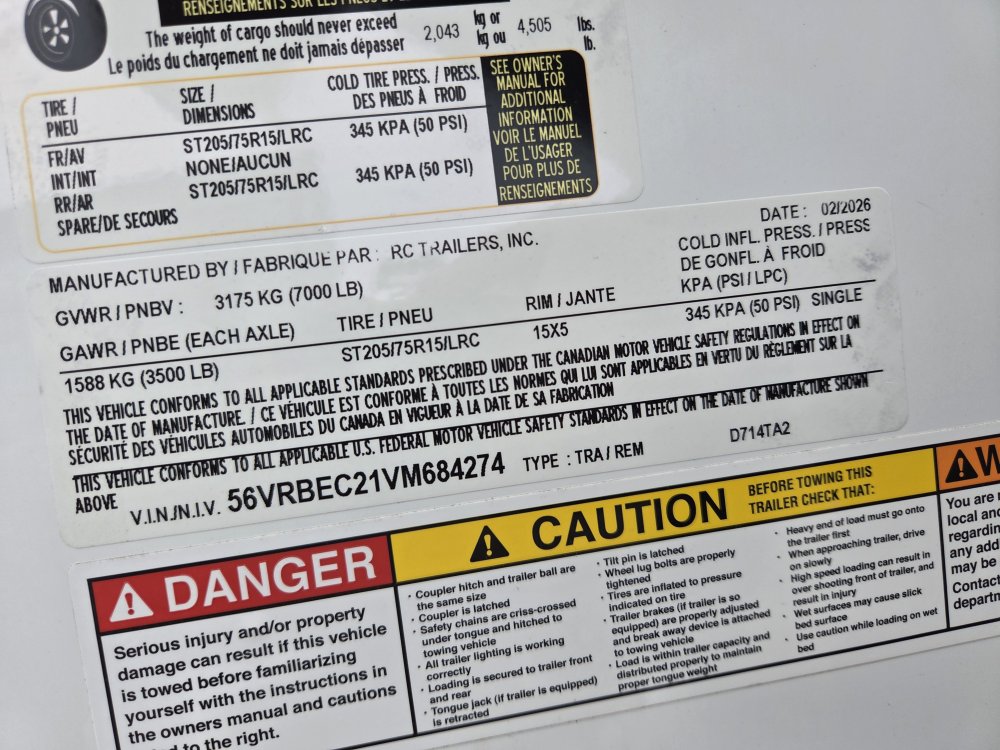 RENSEIGNEMENTS SUR LES PNEUS ET LE
The weight of cargo should never exceed 2,043 kg or 4,505 lbs.
Le poids du chargement ne doit jamais dépasser kg ou lb.
TIRE / PNEU
SIZE / DIMENSIONS
COLD TIRE PRESS. / PRESS. DES PNEUS À FROID
FR/AV ST205/75R15/LRC 345 KPA (50 PSI)
INT/INT NONE/AUCUN
RR/AR ST205/75R15/LRC 345 KPA (50 PSI)
SPARE/DE SECOURS
SEE OWNER'S
MANUAL FOR
ADDITIONAL
INFORMATION
VOIR LE MANUEL
DE L'USAGER
POUR PLUS DE
RENSEIGNEMENTS
MANUFACTURED BY / FABRIQUE PAR : RC TRAILERS, INC.
DATE : 02/2026
GVWR / PNBV : 3175 KG (7000 LB)
COLD INFL. PRESS. / PRESS
DE GONFL. À FROID
KPA (PSI / LPC)
GAWR / PNBE (EACH AXLE) TIRE / PNEU RIM / JANTE
1588 KG (3500 LB) ST205/75R15/LRC 15X5 345 KPA (50 PSI) SINGLE
THIS VEHICLE CONFORMS TO ALL APPLICABLE STANDARDS PRESCRIBED UNDER THE CANADIAN MOTOR VEHICLE SAFETY REGULATIONS IN EFFECT ON
THE DATE OF MANUFACTURE. / CE VÉHICULE EST CONFORME À TOUTES LES NORMES QUI LUI SONT APPLICABLES EN VERTU DU RÈGLEMENT SUR LA
SÉCURITÉ DES VÉHICULES AUTOMOBILES DU CANADA EN VIGUEUR À LA DATE DE SA FABRICATION
THIS VEHICLE CONFORMS TO ALL APPLICABLE U.S. FEDERAL MOTOR VEHICLE SAFETY STANDARDS IN EFFECT ON THE DATE OF MANUFACTURE SHOWN
ABOVE
V.I.N./N.I.V. 56VRBEC21VM684274 TYPE : TRA / REM D714TA2
DANGER
Serious injury and/or property
damage can result if this vehicle
is towed before familiarizing
yourself with the instructions in
the owners manual and cautions
to the right.
CAUTION
BEFORE TOWING THIS
TRAILER CHECK THAT:
· Coupler hitch and trailer ball are
the same size
· Coupler is latched
· Safety chains are criss-crossed
under tongue and hitched to
towing vehicle
· All trailer lighting is working
correctly
· Loading is secured to trailer front
and rear
· Tongue jack (if trailer is equipped)
is retracted
· Tilt pin is latched
· Wheel lug bolts are properly
tightened
· Tires are inflated to pressure
indicated on tire
· Trailer brakes (if trailer is so
equipped) are properly adjusted
and break away device is attached
to towing vehicle
· Load is within trailer capacity and
distributed properly to maintain
proper tongue weight
· Heavy end of load must go onto
the trailer first
· When approaching trailer, drive
on slowly
· High speed loading can result in
over shooting front of trailer, and
result in injury
· Wet surfaces may cause slick
bed surface
· Use caution while loading on wet
bed
W
You are
local and
regardin
any add
may be
Contac
departm